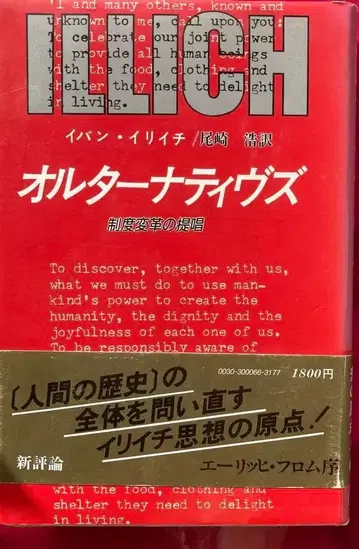 'I and many others, known and
unknown to me, call upon you:
To celebrate our joint power
to provide all human beings
with the food, clothing and
shelter they need to delight
in living.
ILLICH
イバン・イリイチ/尾崎 浩訳
オルターナティヴズ
制度変革の提唱
To discover, together with us,
what we must do to use man-
kind's power to create the
humanity, the dignity and the
joyfulness of each one of us.
To be responsibly aware of
0030-300066-3177 1800円
〔人間の歴史〕の
全体を問い直す
イリイチ思想の原点!
新評論 エーリッヒ・フロム序
with the food, clothing and
shelter they need to delight
in living.